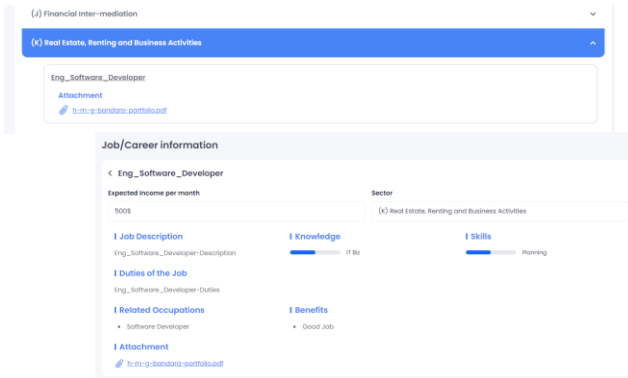 (J) Financial Inter-mediation
(K) Real Estate, Renting and Business Activities
Eng_Software_Developer
Attachment
h-m-g-bandara-portfolio.pdf
Job/Career information
Eng_Software_Developer
Expected Income per month
Sector
500$
(K) Real Estate, Renting and Business Activities
Job Description
Knowledge
Skills
Eng_Software_Developer-Description
IT Biz
Planning
Duties of the Job
Eng_Software_Developer-Duties
Related Occupations
Benefits
• Software Developer
• Good Job
Attachment
h-m-g-bandara-portfolio.pdf